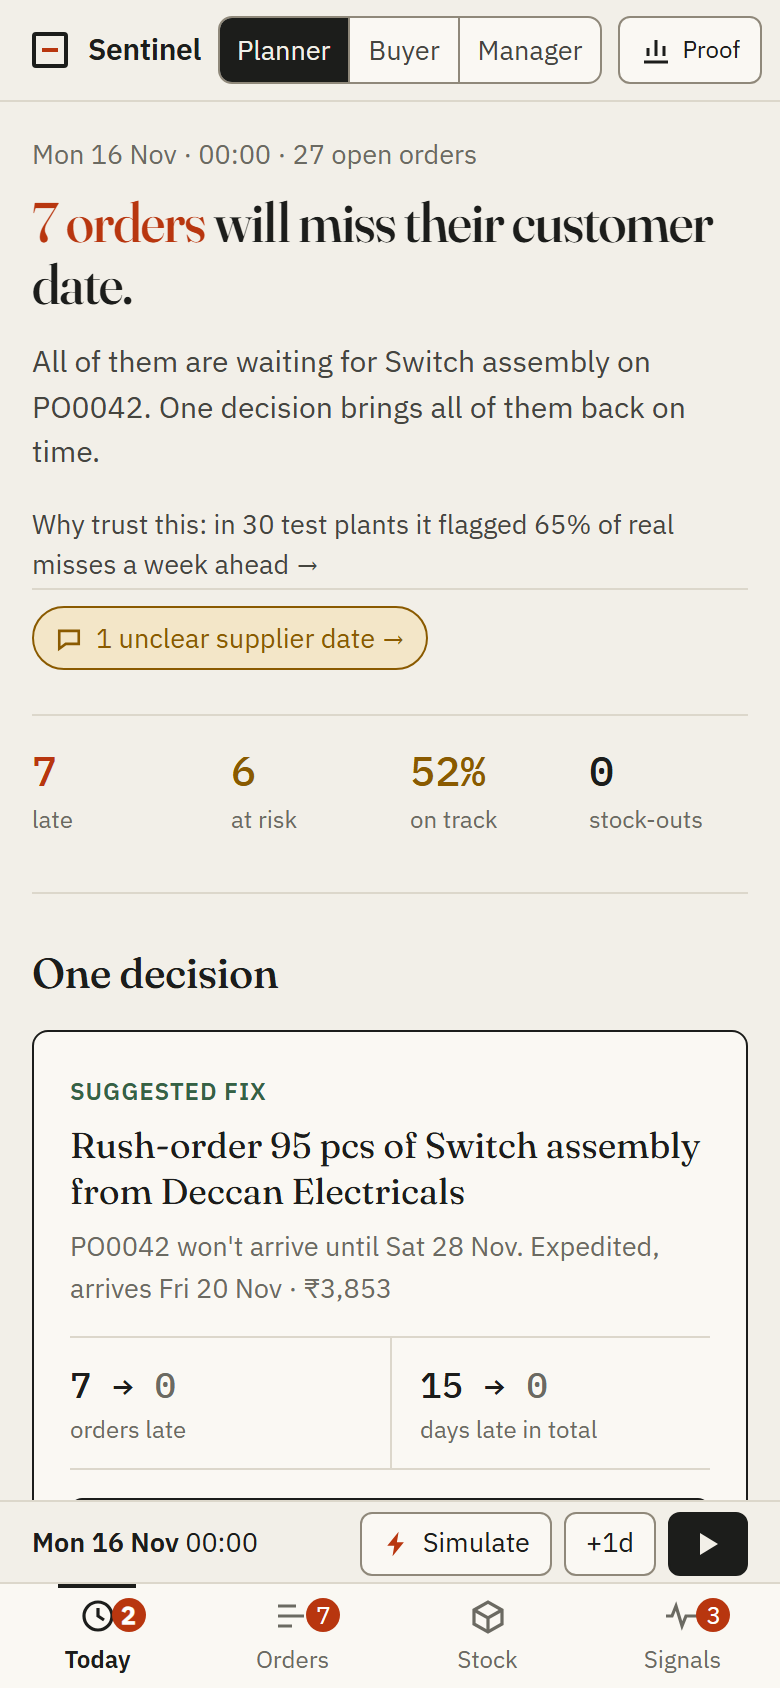 Sentinel
Planner
Buyer
Manager
Proof
Mon 16 Nov · 00:00 · 27 open orders
7 orders will miss their customer
date.
All of them are waiting for Switch assembly on
PO0042. One decision brings all of them back on
time.
Why trust this: in 30 test plants it flagged 65% of real
misses a week ahead →
1 unclear supplier date →
7
late
6
at risk
52%
on track
0
stock-outs
One decision
SUGGESTED FIX
Rush-order 95 pcs of Switch assembly
from Deccan Electricals
PO0042 won't arrive until Sat 28 Nov. Expedited,
arrives Fri 20 Nov · ₹3,853
7 → 0
orders late
15 → 0
days late in total
Mon 16 Nov 00:00
Simulate
+1d
2
Today
7
Orders
Stock
3
Signals